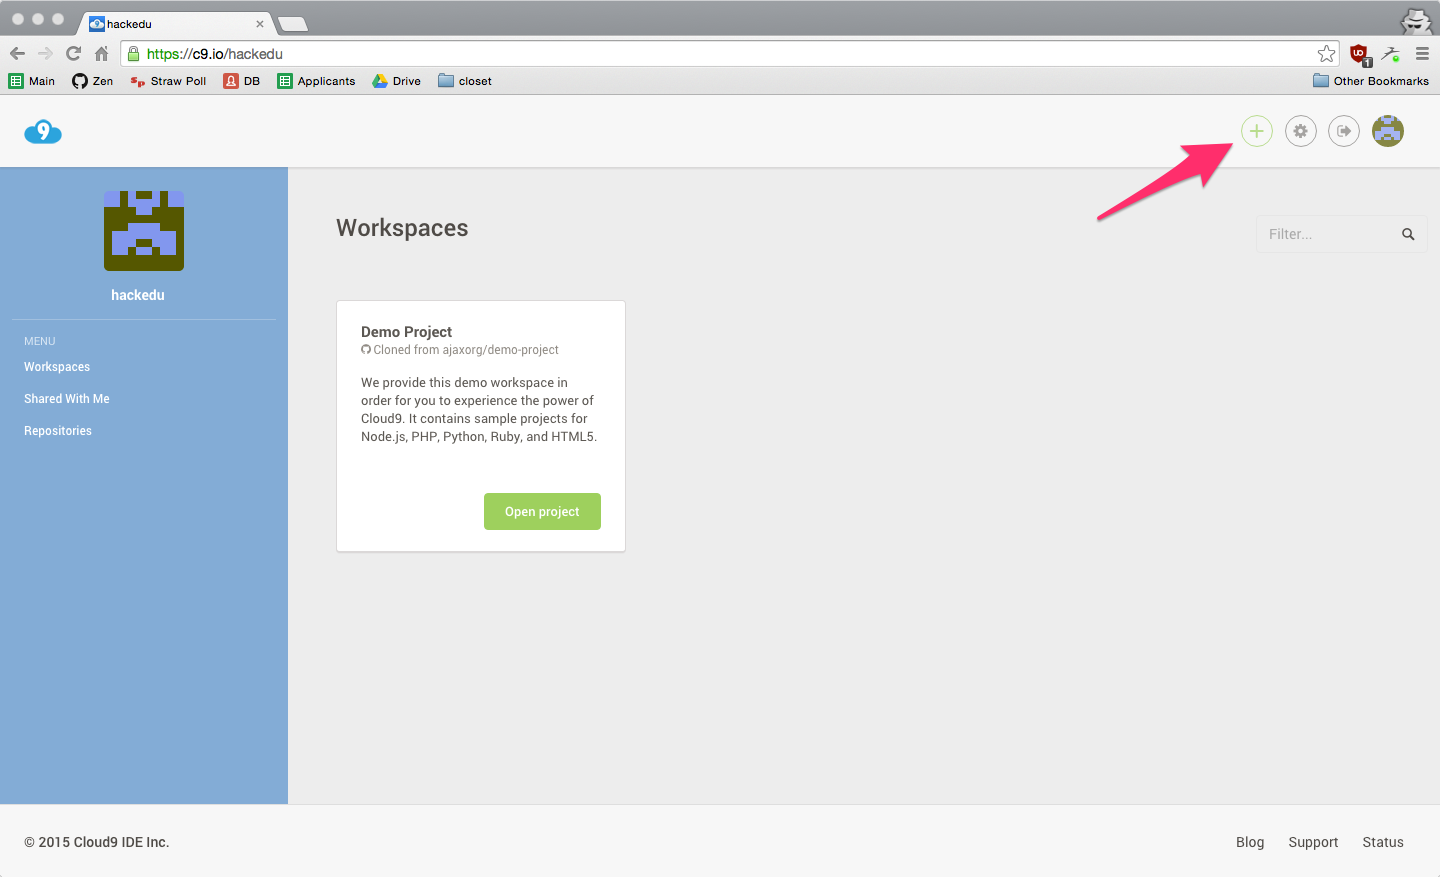 hackedu
https://c9.io/hackedu
1
Main
Zen
Straw Poll
DB
Applicants
Drive
closet
Other Bookmarks
9
hackedu
MENU
Workspaces
Shared With Me
Repositories
Workspaces
Filter...
Demo Project
Cloned from ajaxorg/demo-project
We provide this demo workspace in
order for you to experience the power of
Cloud9. It contains sample projects for
Node.js, PHP, Python, Ruby, and HTML5.
Open project
© 2015 Cloud9 IDE Inc.
Blog
Support
Status